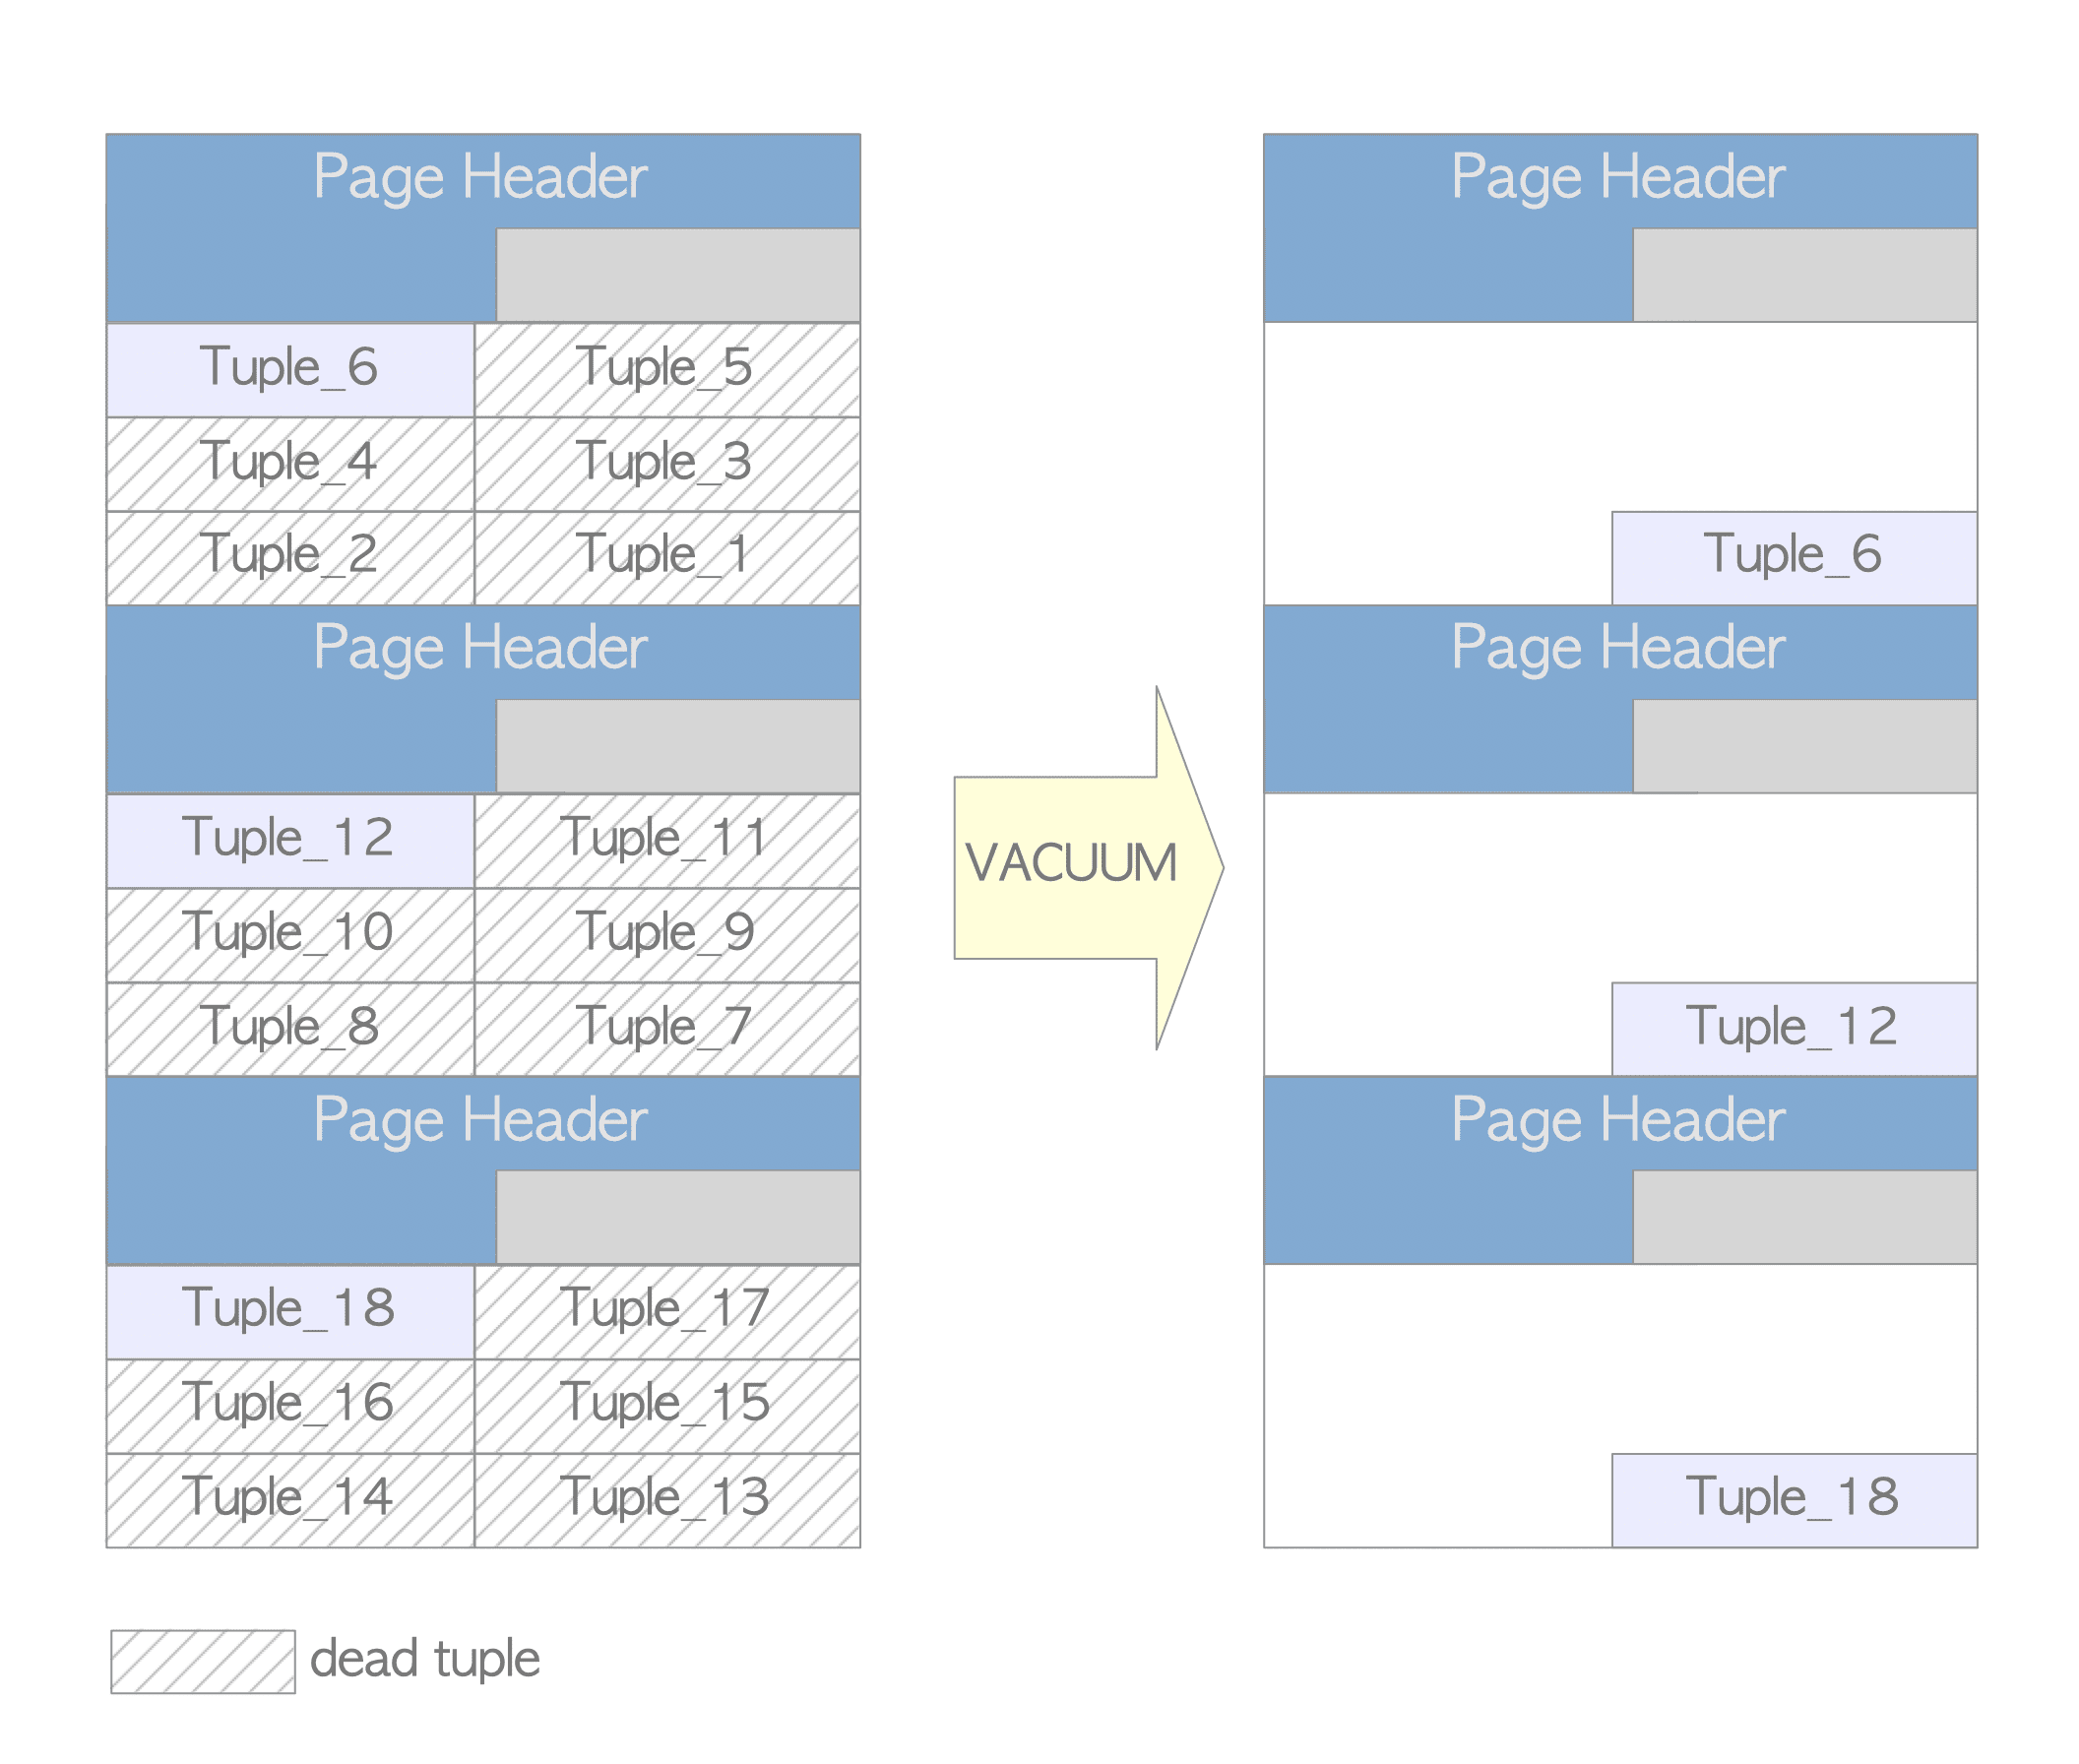 Page Header
Tuple_6 Tuple_5
Tuple_4 Tuple_3
Tuple_2 Tuple_1
Page Header
Tuple_12 Tuple_11
Tuple_10 Tuple_9
Tuple_8 Tuple_7
Page Header
Tuple_18 Tuple_17
Tuple_16 Tuple_15
Tuple_14 Tuple_13
VACUUM
Page Header
Tuple_6
Page Header
Tuple_12
Page Header
Tuple_18
dead tuple